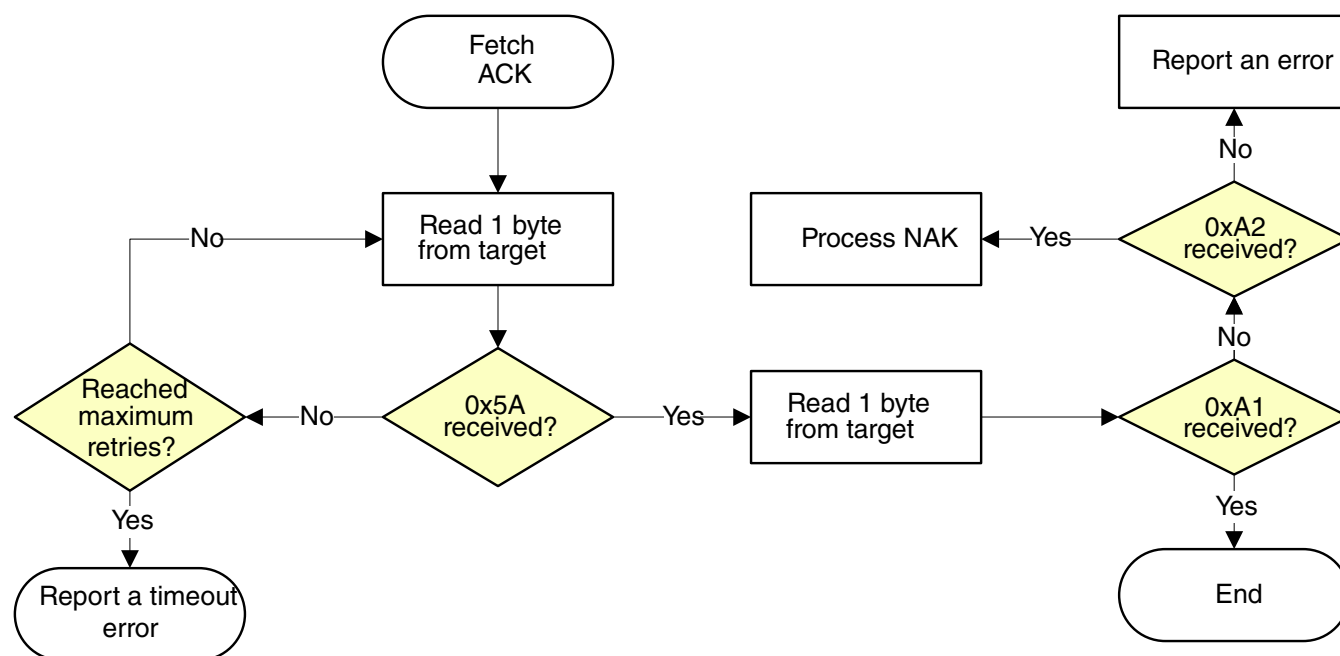 Fetch
ACK
Report an error
No
Read 1 byte
from target
Process NAK
Yes
0xA2
received?
No
No
Reached
maximum
retries?
No
0x5A
received?
Yes
Read 1 byte
from target
0xA1
received?
Yes
Yes
Report a timeout
error
End